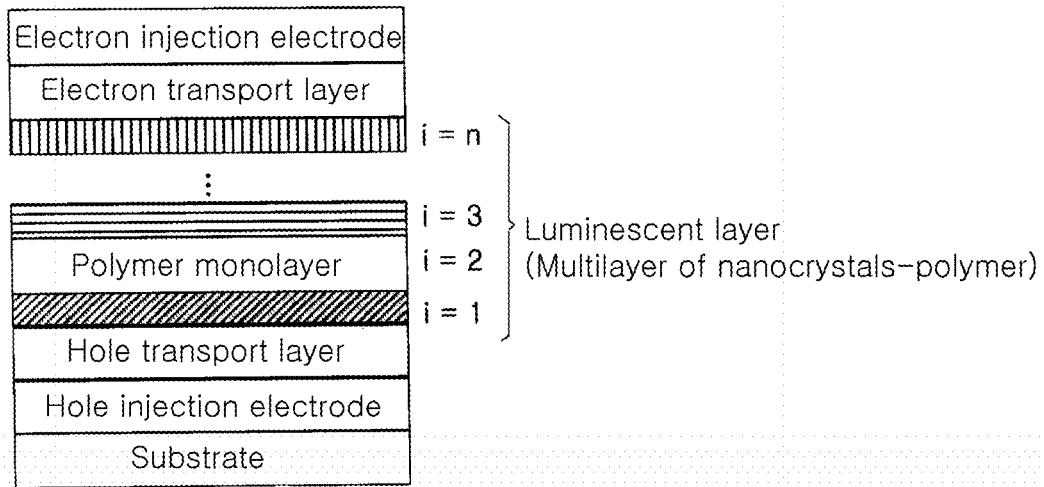 Electron injection electrode
Electron transport layer
i = n
⋮
i = 3
Polymer monolayer
i = 2
i = 1
Luminescent layer
(Multilayer of nanocrystals-polymer)
Hole transport layer
Hole injection electrode
Substrate